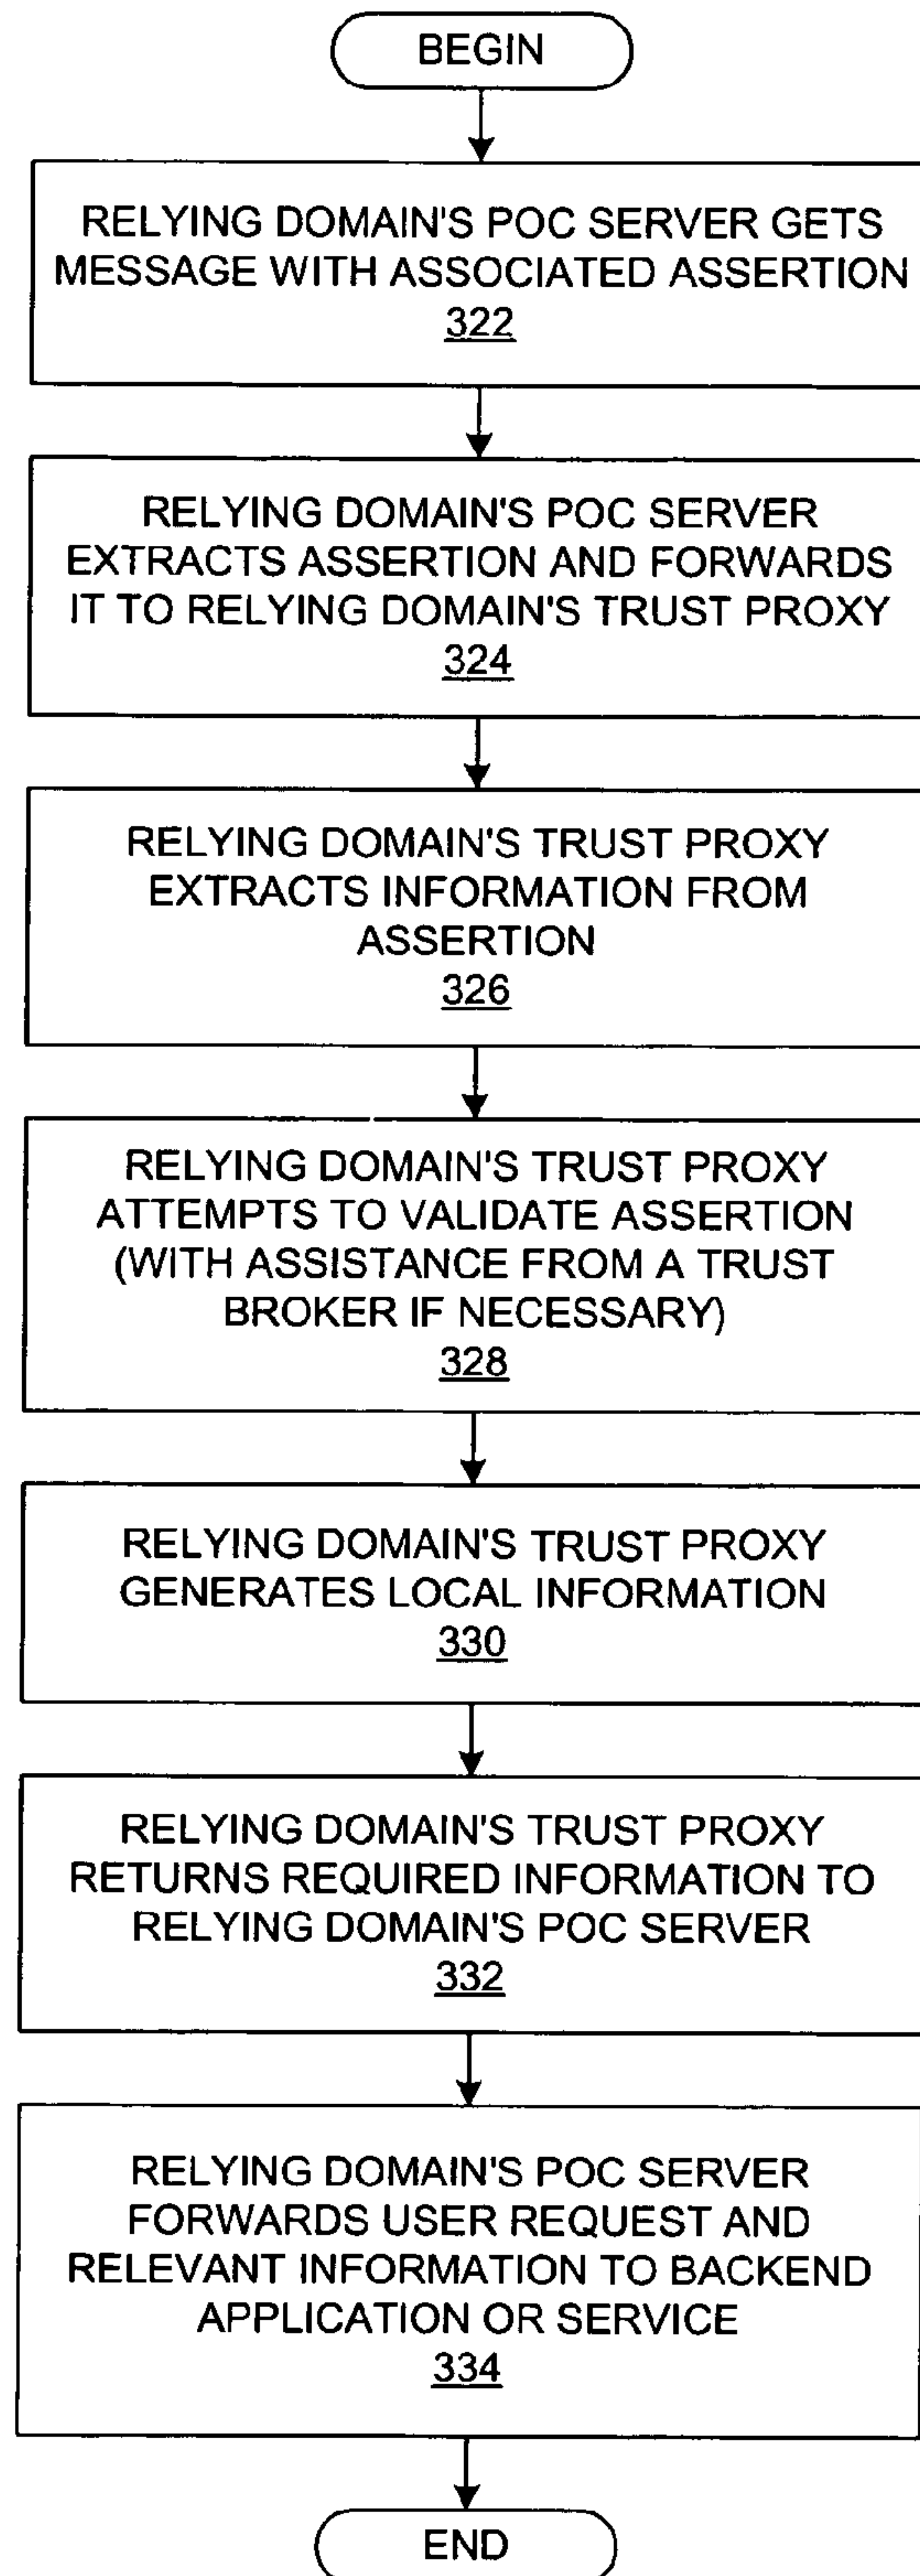 BEGIN
RELYING DOMAIN'S POC SERVER GETS
MESSAGE WITH ASSOCIATED ASSERTION
322
RELYING DOMAIN'S POC SERVER
EXTRACTS ASSERTION AND FORWARDS
IT TO RELYING DOMAIN'S TRUST PROXY
324
RELYING DOMAIN'S TRUST PROXY
EXTRACTS INFORMATION FROM
ASSERTION
326
RELYING DOMAIN'S TRUST PROXY
ATTEMPTS TO VALIDATE ASSERTION
(WITH ASSISTANCE FROM A TRUST
BROKER IF NECESSARY)
328
RELYING DOMAIN'S TRUST PROXY
GENERATES LOCAL INFORMATION
330
RELYING DOMAIN'S TRUST PROXY
RETURNS REQUIRED INFORMATION TO
RELYING DOMAIN'S POC SERVER
332
RELYING DOMAIN'S POC SERVER
FORWARDS USER REQUEST AND
RELEVANT INFORMATION TO BACKEND
APPLICATION OR SERVICE
334
END